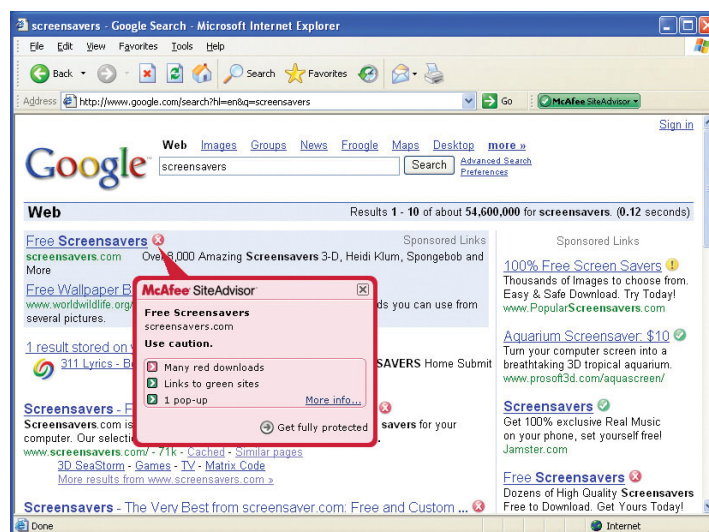 screensavers - Google Search - Microsoft Internet Explorer
File Edit View Favorites Tools Help
Back Search Favorites
Address http://www.google.com/search?hl=en&q=screensavers Go McAfee SiteAdvisor
Sign in
Google
Web Images Groups News Froogle Maps Desktop more »
screensavers Search Advanced Search
Preferences
Web Results 1 - 10 of about 54,600,000 for screensavers. (0.12 seconds)
Free Screensavers Sponsored Links
screensavers.com Over 8,000 Amazing Screensavers 3-D, Heidi Klum, Spongebob and
More
Free Wallpaper B
www.worldwildlife.org/ ds you can use from
several pictures.
1 result stored on
311 Lyrics - B SAVERS Home Submit
McAfee SiteAdvisor
Free Screensavers
screensavers.com
Use caution.
Many red downloads
Links to green sites
1 pop-up More info...
Get fully protected
Screensavers - F
Screensavers.com is savers for your
computer. Our selecti
www.screensavers.com/ - 71k - Cached - Similar pages
3D SeaStorm - Games - TV - Matrix Code
More results from www.screensavers.com »
Screensavers - The Very Best from screensaver.com: Free and Custom ...
Sponsored Links
100% Free Screen Savers
Thousands of Images to choose from.
Easy & Safe Download. Try Today!
www.PopularScreensavers.com
Aquarium Screensaver: $10
Turn your computer screen into a
breathtaking 3D tropical aquarium.
www.prosoft3d.com/aquascreen/
Screensavers
Get 100% exclusive Real Music
on your phone, set yourself free!
Jamster.com
Free Screensavers
Dozens of High Quality Screensavers
Free to Download. Get Yours Today!
Done Internet